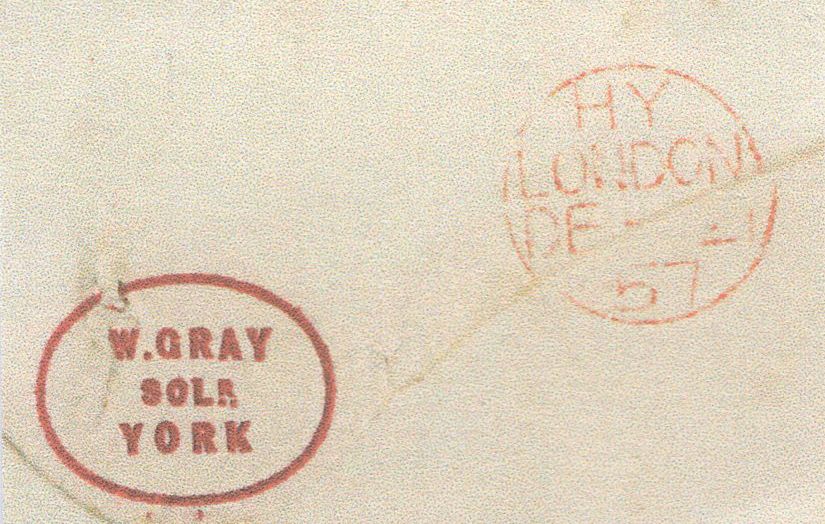 HY
LONDON
DE
57
W. GRAY
SOLR
YORK